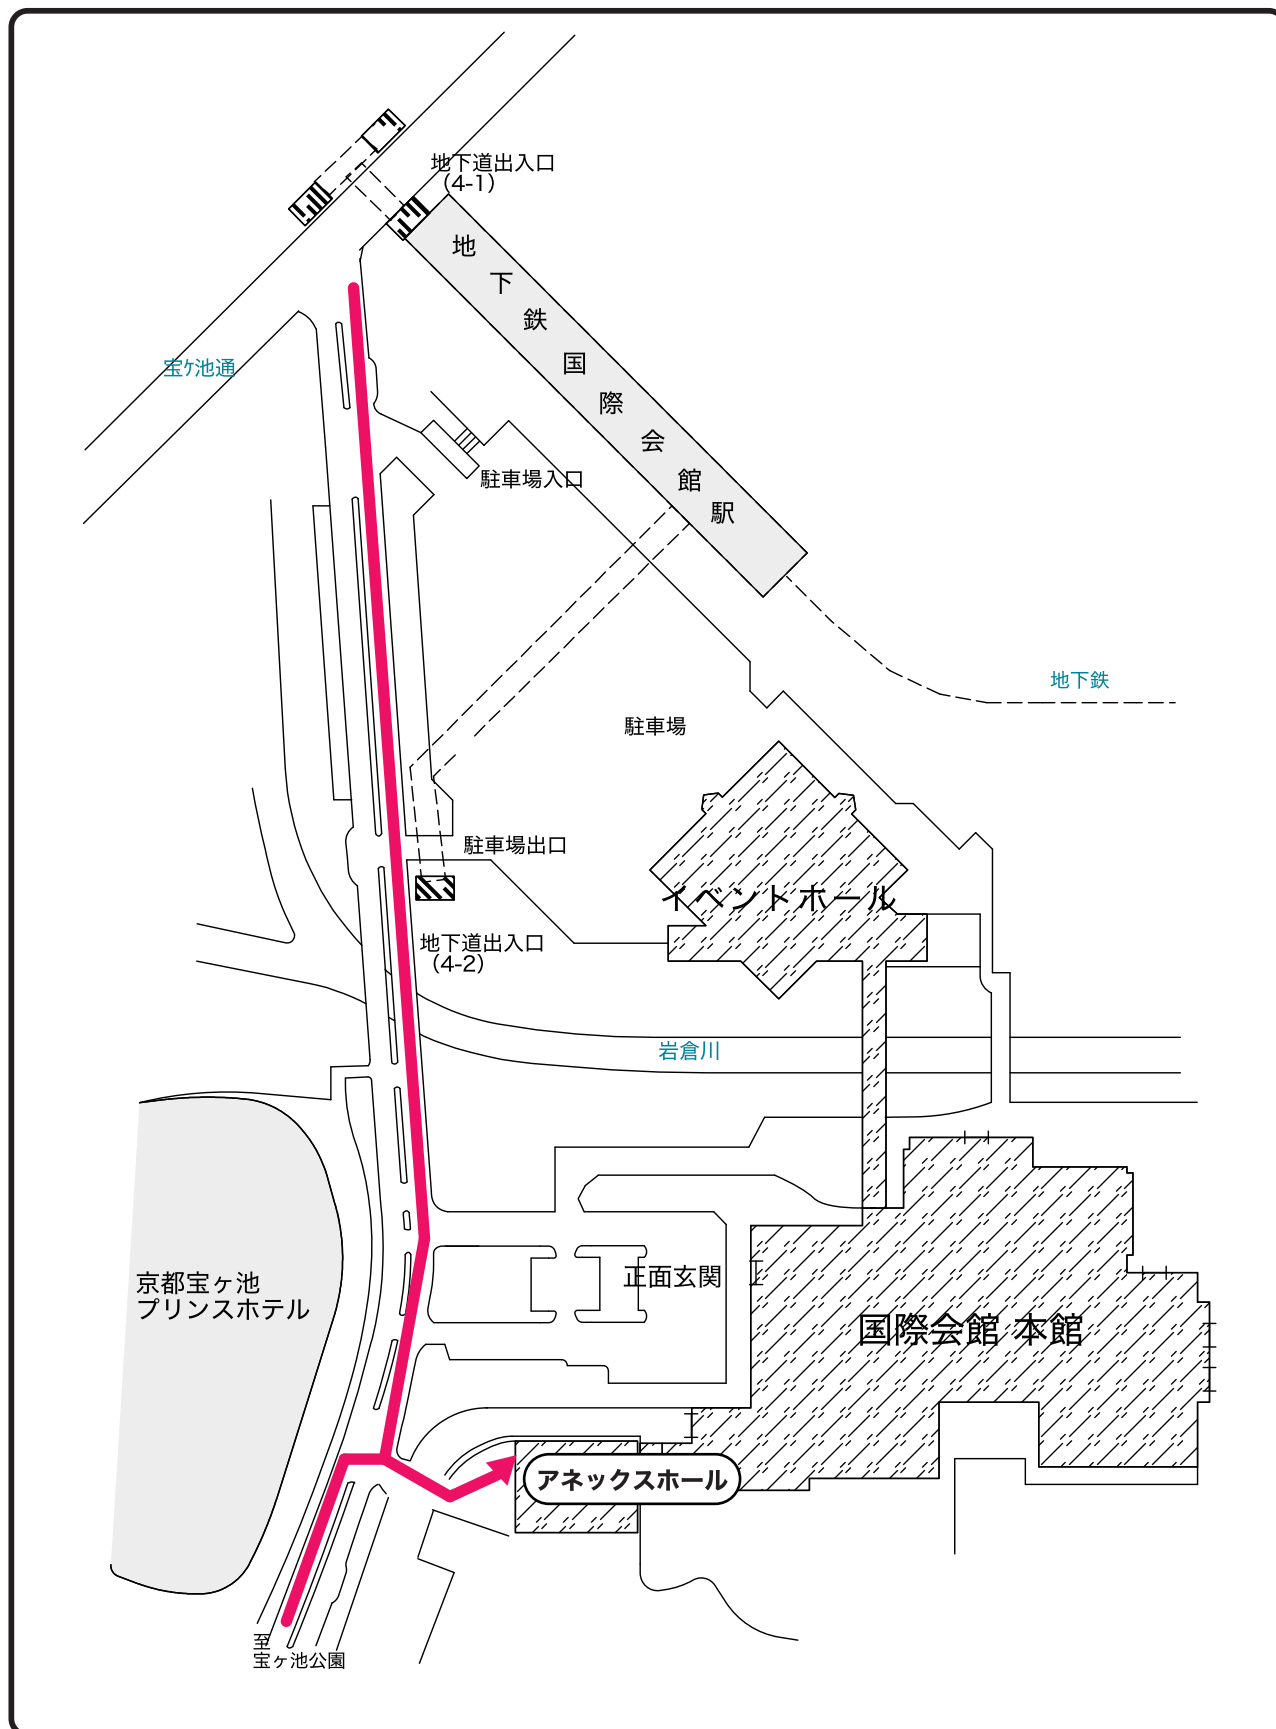 地下道出入口
(4-1)
地下鉄国際会館駅
宝ヶ池通
駐車場入口
地下鉄
駐車場
駐車場出口
イベントホール
地下道出入口
(4-2)
岩倉川
京都宝ヶ池
プリンスホテル
正面玄関
国際会館 本館
アネックスホール
至
宝ヶ池公園